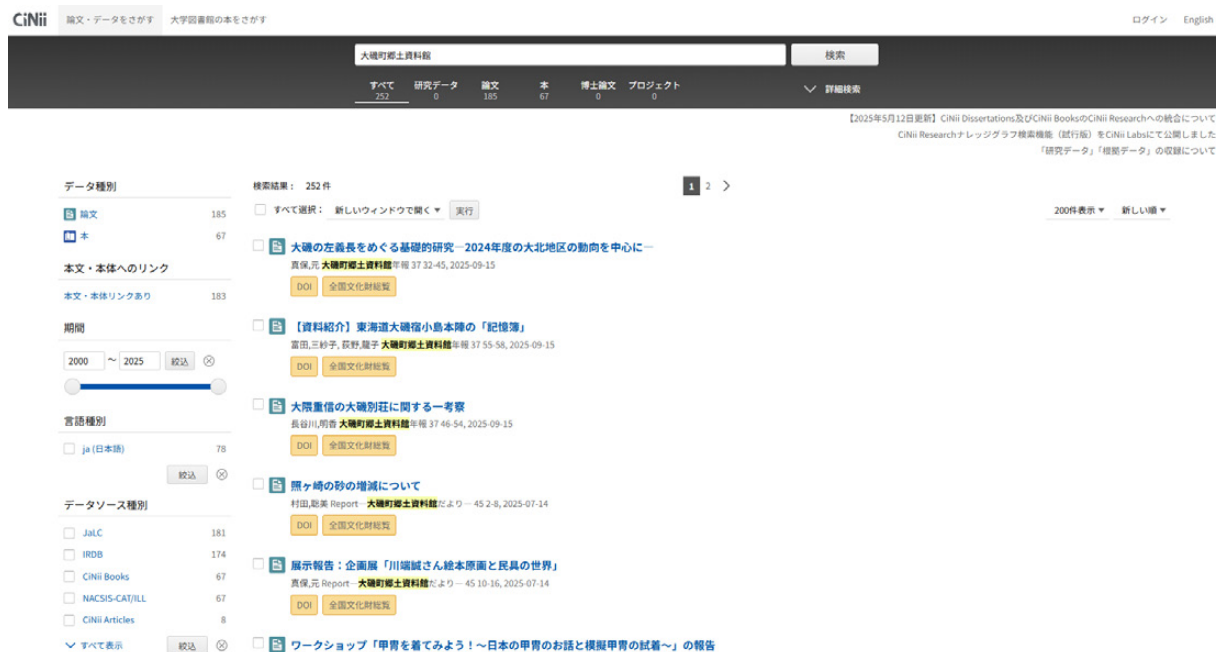 CiNii 論文・データをさがす 大学図書館の本をさがす ログイン English
大磯町郷土資料館 検索
すべて 研究データ 論文 本 博士論文 プロジェクト 詳細検索
252 0 185 67 0 0
【2025年5月12日更新】CiNii Dissertations及びCiNii BooksのCiNii Researchへの統合について
CiNii Researchナレッジグラフ検索機能（試行版）をCiNii Labsにて公開しました
「研究データ」「根拠データ」の収録について
データ種別
論文 185
本 67
本文・本体へのリンク
本文・本体リンクあり 183
期間
2000 ～ 2025 絞込
言語種別
ja (日本語) 78
絞込
データソース種別
JaLC 181
IRDB 174
CiNii Books 67
NACSIS-CAT/ILL 67
CiNii Articles 8
すべて表示 絞込
検索結果： 252 件 1 2
すべて選択： 新しいウィンドウで開く 実行 200件表示 新しい順
大磯の左義長をめぐる基礎的研究―2024年度の大北地区の動向を中心に―
真保,元 大磯町郷土資料館年報 37 32-45, 2025-09-15
DOI 全国文化財総覧
【資料紹介】東海道大磯宿小島本陣の「記憶簿」
富田,三紗子, 荻野,龍子 大磯町郷土資料館年報 37 55-58, 2025-09-15
DOI 全国文化財総覧
大隈重信の大磯別荘に関する一考察
長谷川,明香 大磯町郷土資料館年報 37 46-54, 2025-09-15
DOI 全国文化財総覧
照ヶ崎の砂の増減について
村田,聡美 Report―大磯町郷土資料館だより― 45 2-8, 2025-07-14
DOI 全国文化財総覧
展示報告：企画展「川端誠さん絵本原画と民具の世界」
真保,元 Report―大磯町郷土資料館だより― 45 10-16, 2025-07-14
DOI 全国文化財総覧
ワークショップ「甲冑を着てみよう！～日本の甲冑のお話と模擬甲冑の試着～」の報告